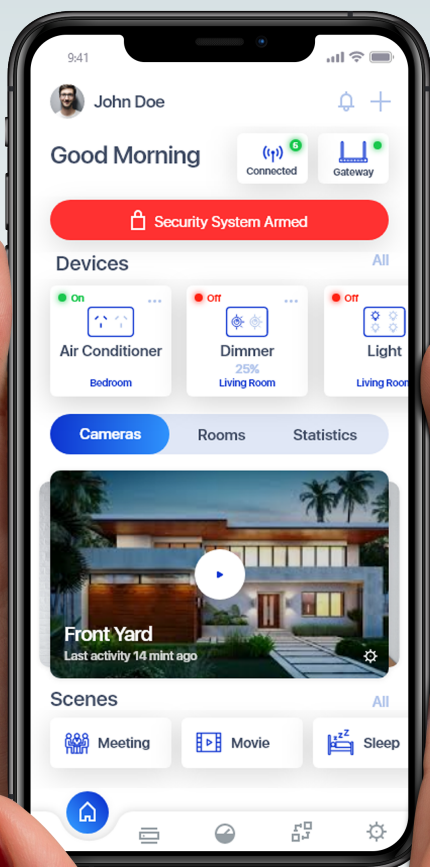 9:41
John Doe
Good Morning
5
Connected
Gateway
Security System Armed
Devices
All
On
Off
Off
Air Conditioner
Dimmer
Light
25%
Bedroom
Living Room
Living Room
Cameras
Rooms
Statistics
Front Yard
Last activity 14 mint ago
Scenes
All
Meeting
Movie
zZZ
Sleep